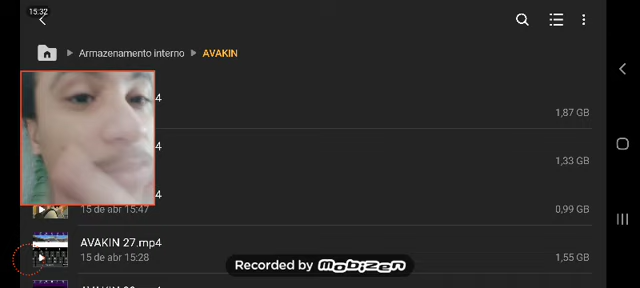 15:32
Armazenamento interno AVAKIN
4
1,87 GB
4
1,33 GB
4
15 de abr 15:47
0,99 GB
AVAKIN 27.mp4
15 de abr 15:28
1,55 GB
Recorded by MOBIZEN